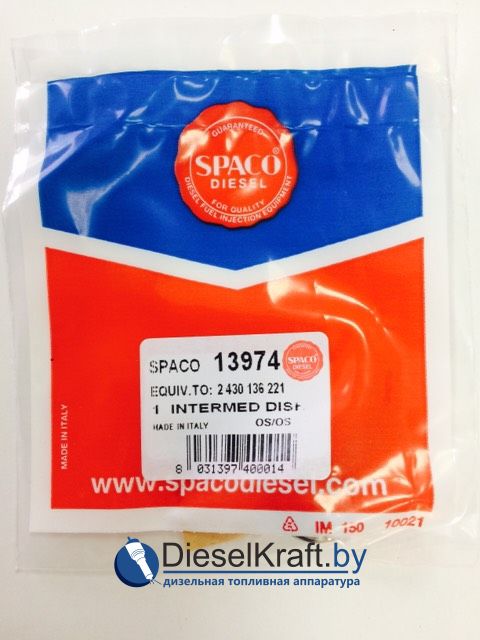 GUARANTEED
SPACO®
DIESEL
FOR QUALITY
DIESEL FUEL INJECTION EQUIPMENT
SPACO 13974
SPACO
DIESEL
EQUIV.TO: 2 430 136 221
1 INTERMED DISK
MADE IN ITALY OS/OS
8 031397 400014
MADE IN ITALY
www.spacodiesel.com
IM 150 10021
DieselKraft.by
дизельная топливная аппаратура